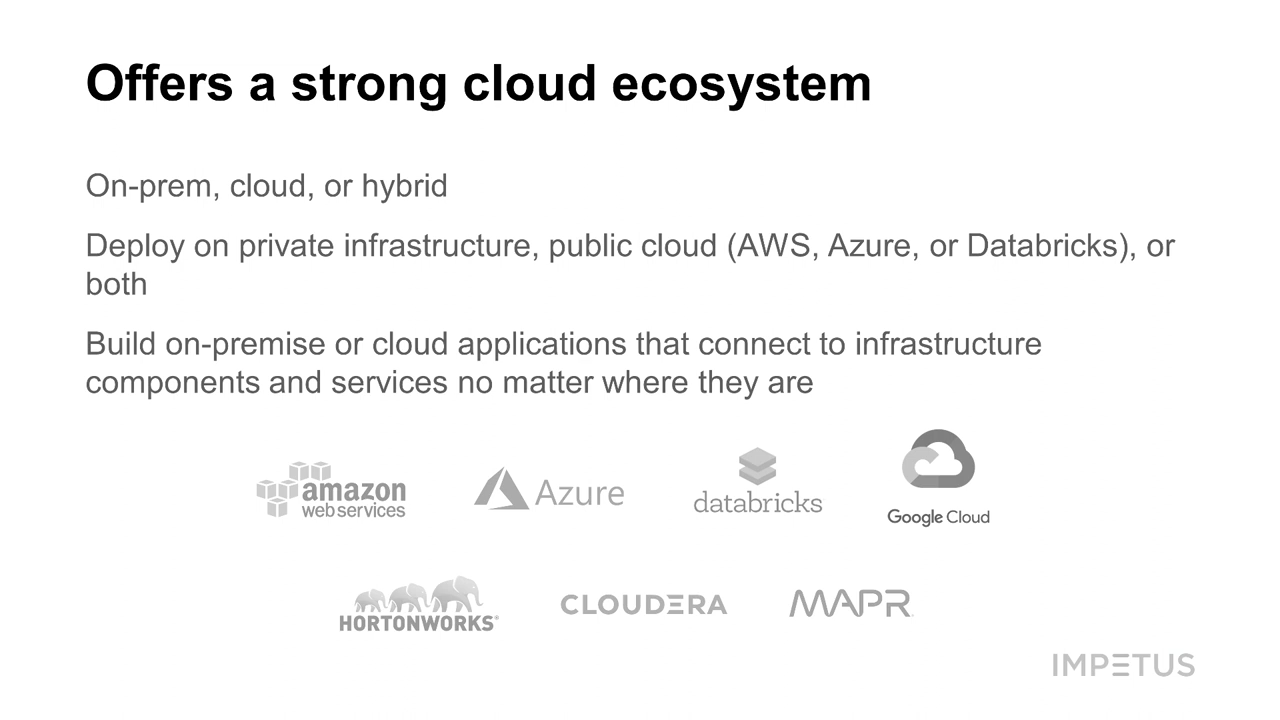 Offers a strong cloud ecosystem
On-prem, cloud, or hybrid
Deploy on private infrastructure, public cloud (AWS, Azure, or Databricks), or
both
Build on-premise or cloud applications that connect to infrastructure
components and services no matter where they are
amazon
web services
Azure
databricks
Google Cloud
HORTONWORKS®
CLOUDERA
MAPR
IMPETUS